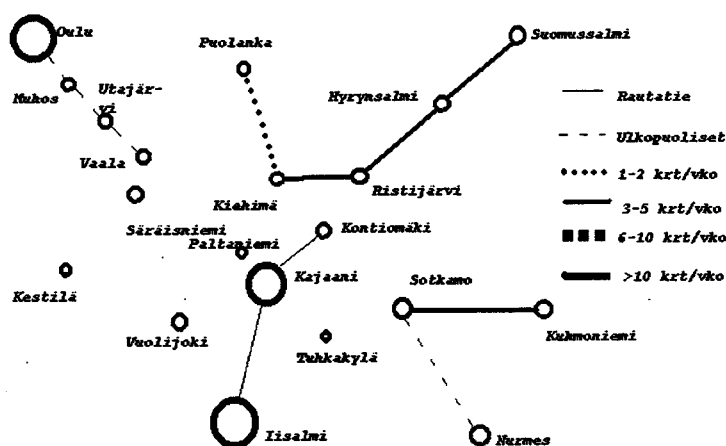 Oulu
Puolanka
Suomussalmi
Muhos
Utajär-
vi
Hyrynsalmi
Rautatie
Ulkopuoliset
Vaala
1-2 krt/vko
Kiehimä
Ristijärvi
3-5 krt/vko
Säräisniemi
Kontiomäki
6-10 krt/vko
Paltaniemi
Kestilä
Kajaani
Sotkamo
>10 krt/vko
Vuolijoki
Tuhkakylä
Kuhmoniemi
Iisalmi
Nurmes